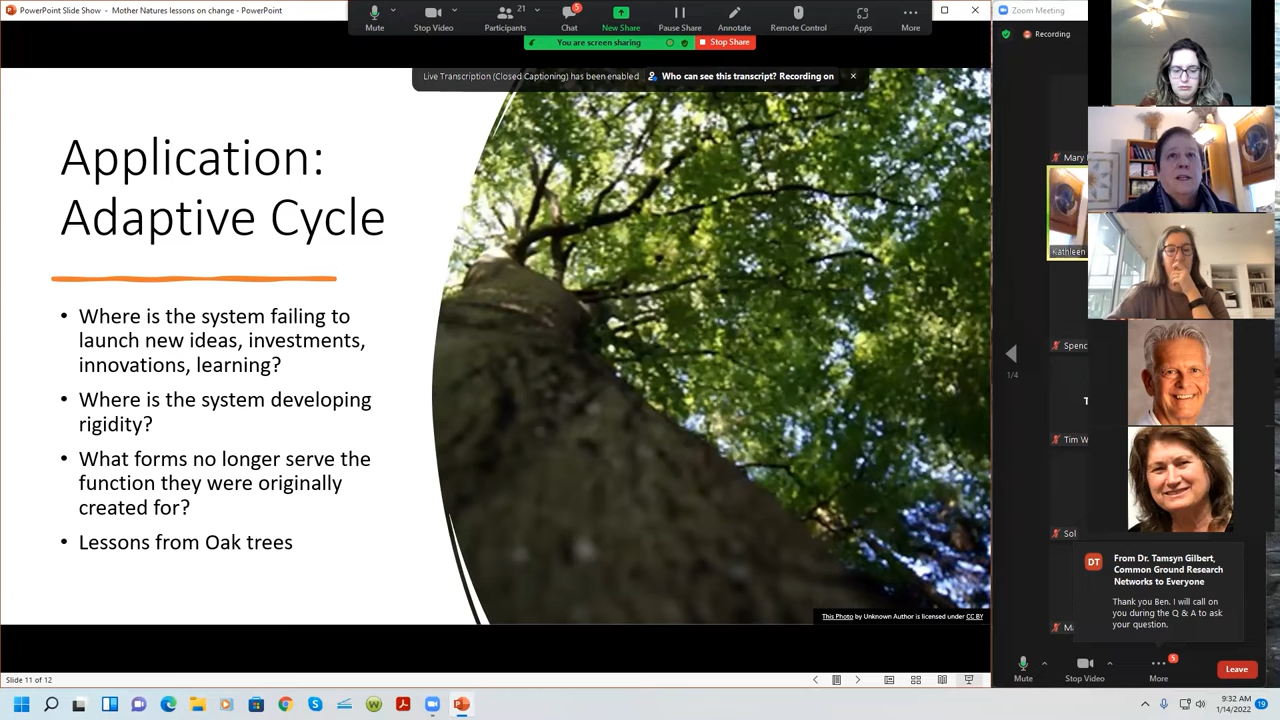 PowerPoint Slide Show - Mother Natures lessons on change - PowerPoint
Mute
Stop Video
21
Participants
5
Chat
New Share
Pause Share
Annotate
Remote Control
Apps
More
You are screen sharing
Stop Share
Live Transcription (Closed Captioning) has been enabled
Who can see this transcript? Recording on
Application:
Adaptive Cycle
• Where is the system failing to
launch new ideas, investments,
innovations, learning?
• Where is the system developing
rigidity?
• What forms no longer serve the
function they were originally
created for?
• Lessons from Oak trees
This Photo by Unknown Author is licensed under CC BY
Slide 11 of 12
Zoom Meeting
Recording
Mary
Kathleen
1/4
Spenc
T
Tim W
Sol
DT
From Dr. Tamsyn Gilbert,
Common Ground Research
Networks to Everyone
Thank you Ben. I will call on
you during the Q & A to ask
your question.
Mute
Stop Video
5
More
Leave
9:32 AM
1/14/2022
19